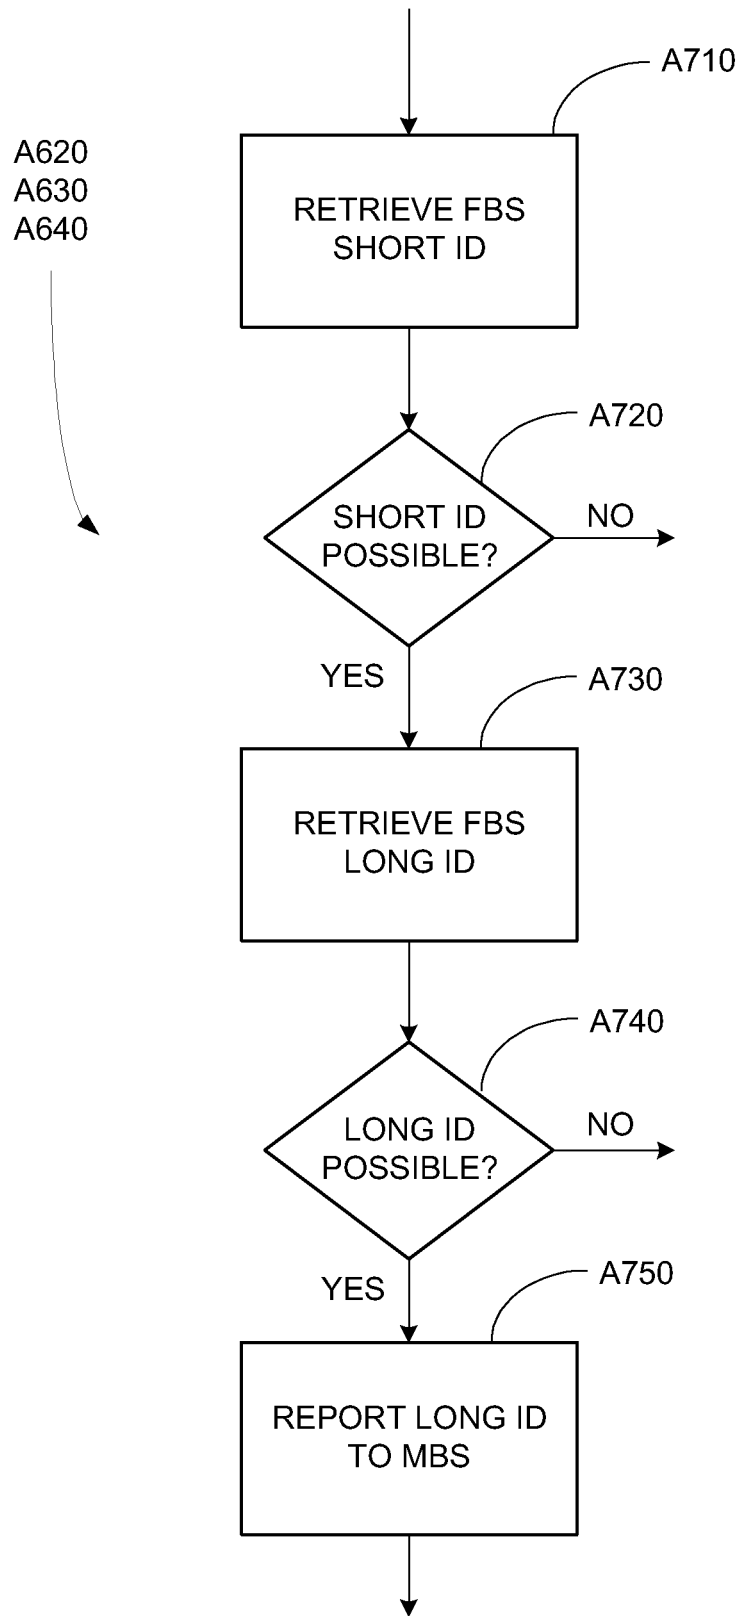 A710
A620
A630
A640
RETRIEVE FBS
SHORT ID
A720
SHORT ID
POSSIBLE?
NO
YES
A730
RETRIEVE FBS
LONG ID
A740
LONG ID
POSSIBLE?
NO
YES
A750
REPORT LONG ID
TO MBS